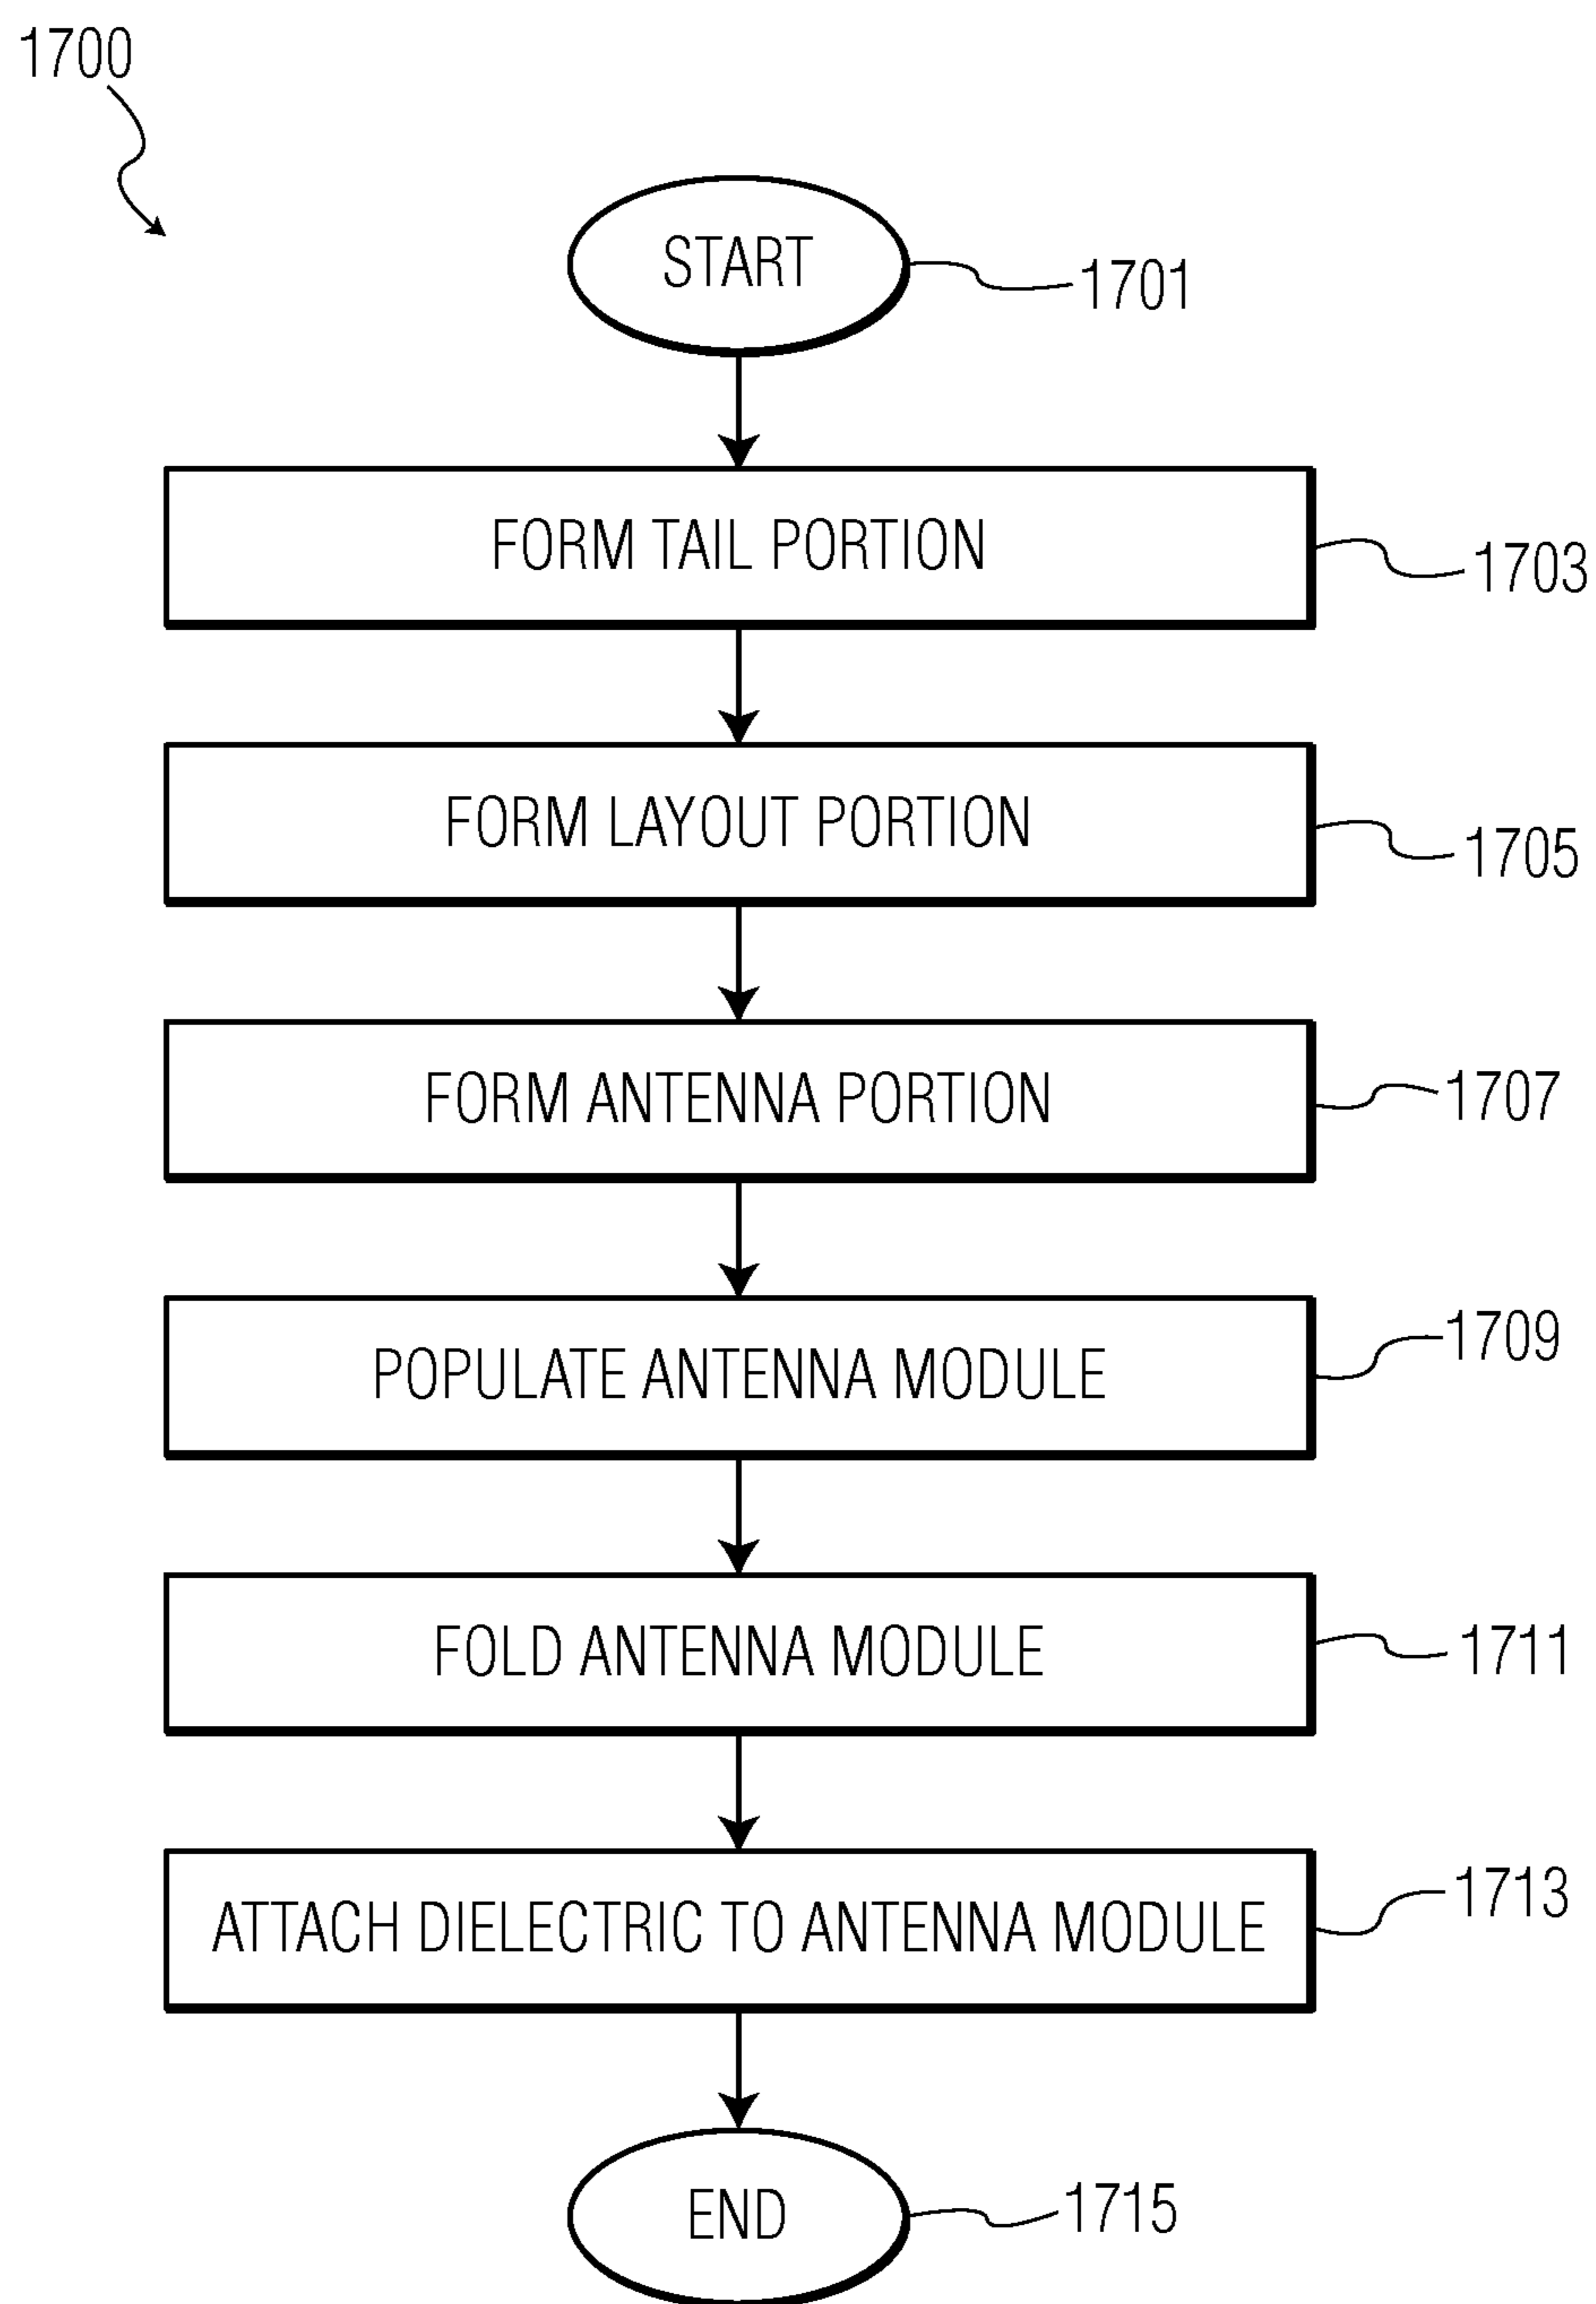 1700
START
1701
FORM TAIL PORTION
1703
FORM LAYOUT PORTION
1705
FORM ANTENNA PORTION
1707
POPULATE ANTENNA MODULE
1709
FOLD ANTENNA MODULE
1711
ATTACH DIELECTRIC TO ANTENNA MODULE
1713
END
1715